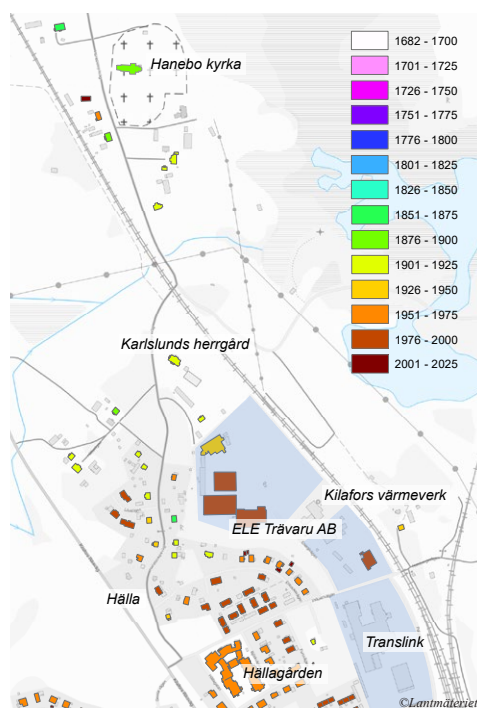 Hanebo kyrka
1682 - 1700
1701 - 1725
1726 - 1750
1751 - 1775
1776 - 1800
1801 - 1825
1826 - 1850
1851 - 1875
1876 - 1900
1901 - 1925
1926 - 1950
1951 - 1975
1976 - 2000
2001 - 2025
Karlslunds herrgård
Kilafors värmeverk
ELE Trävaru AB
Hälla
Translink
Hällagården
©Lantmäteriet